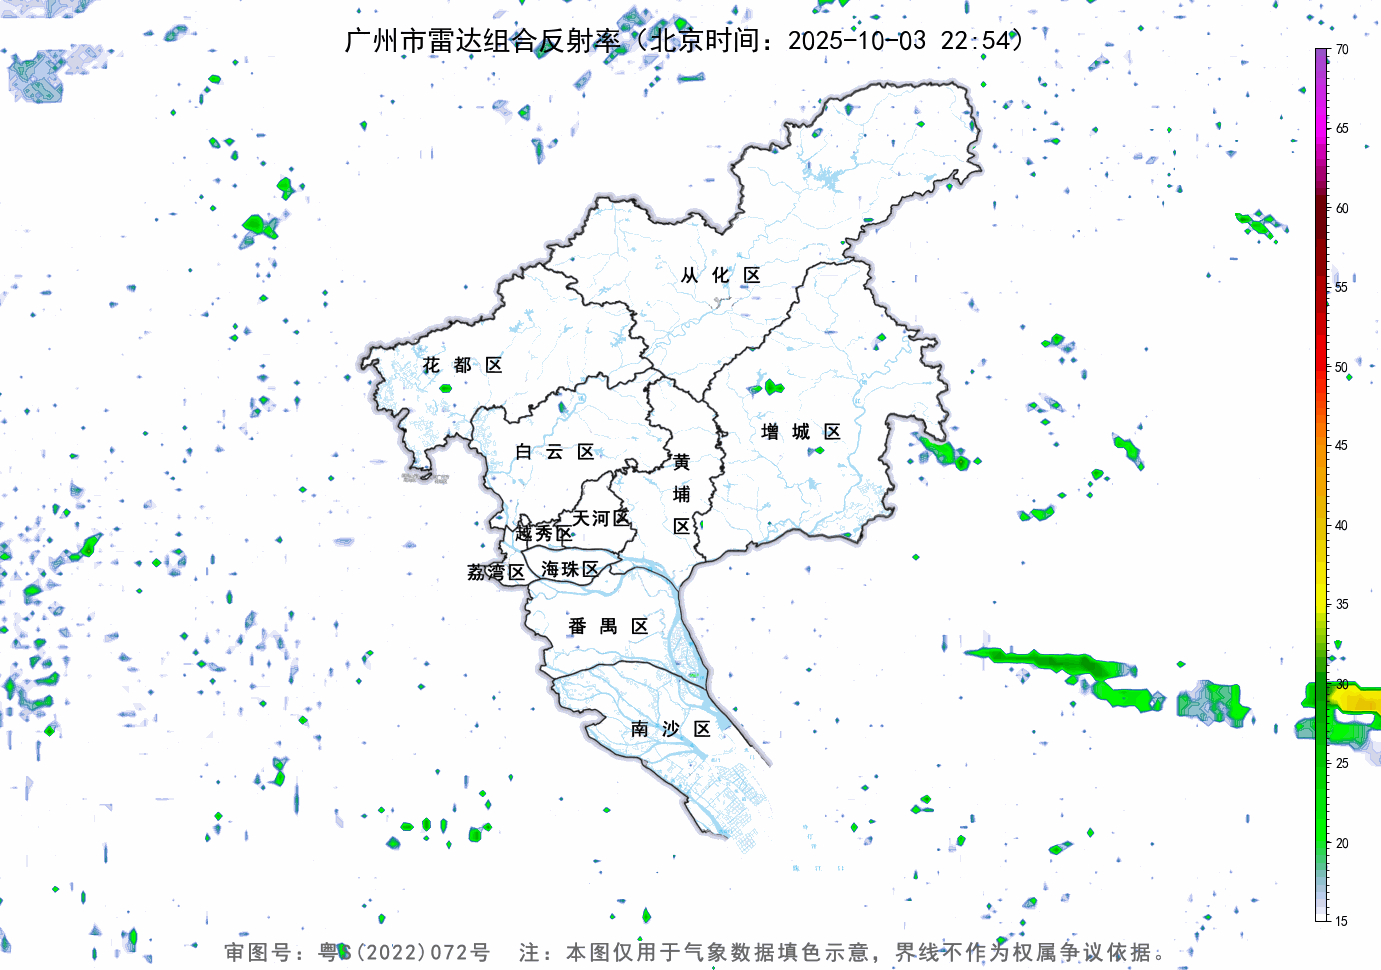 广州市雷达组合反射率（北京时间：2025-10-03 22:54）
70
65
60
55
50
45
40
35
30
25
20
15
从化区
花都区
增城区
白云区
黄埔区
天河区
越秀区
荔湾区
海珠区
番禺区
南沙区
审图号：粤S(2022)072号 注：本图仅用于气象数据填色示意，界线不作为权属争议依据。